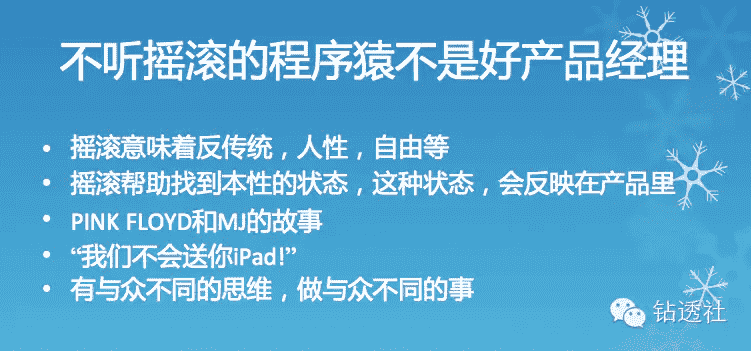 不听摇滚的程序猿不是好产品经理
• 摇滚意味着反传统，人性，自由等
• 摇滚帮助找到本性的状态，这种状态，会反映在产品里
• PINK FLOYD和MJ的故事
• “我们不会送你iPad!”
• 有与众不同的思维，做与众不同的事
钻透社